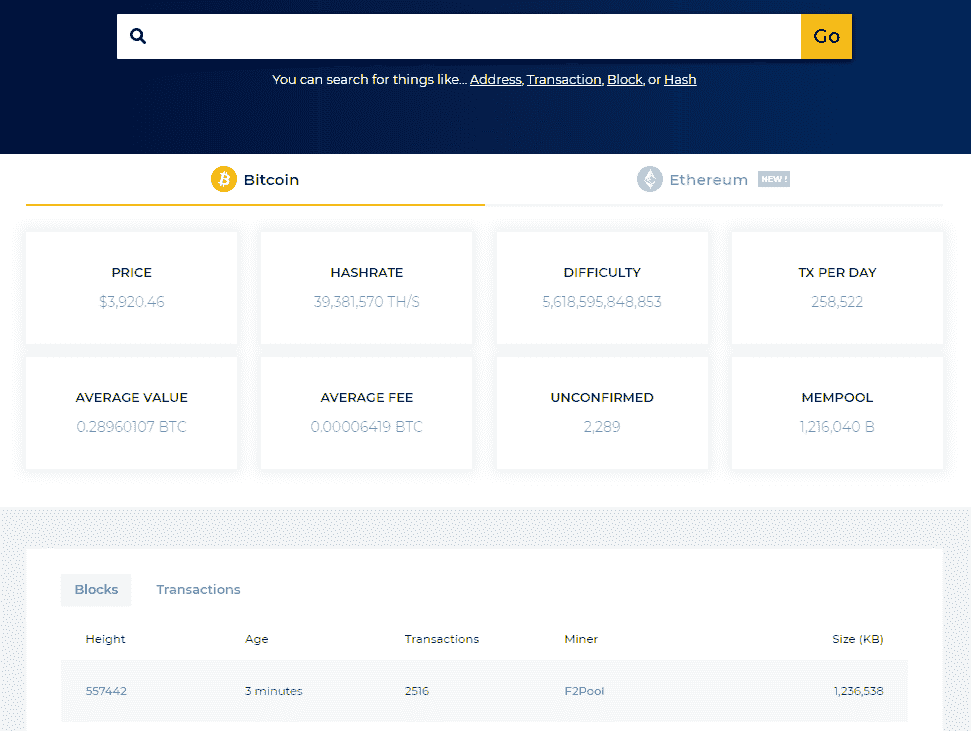 Go
You can search for things like... Address, Transaction, Block, or Hash
Bitcoin Ethereum NEW!
PRICE HASHRATE DIFFICULTY TX PER DAY
$3,920.46 39,381,570 TH/S 5,618,595,848,853 258,522
AVERAGE VALUE AVERAGE FEE UNCONFIRMED MEMPOOL
0.28960107 BTC 0.00006419 BTC 2,289 1,216,040 B
Blocks Transactions
Height Age Transactions Miner Size (KB)
557442 3 minutes 2516 F2Pool 1,236,538